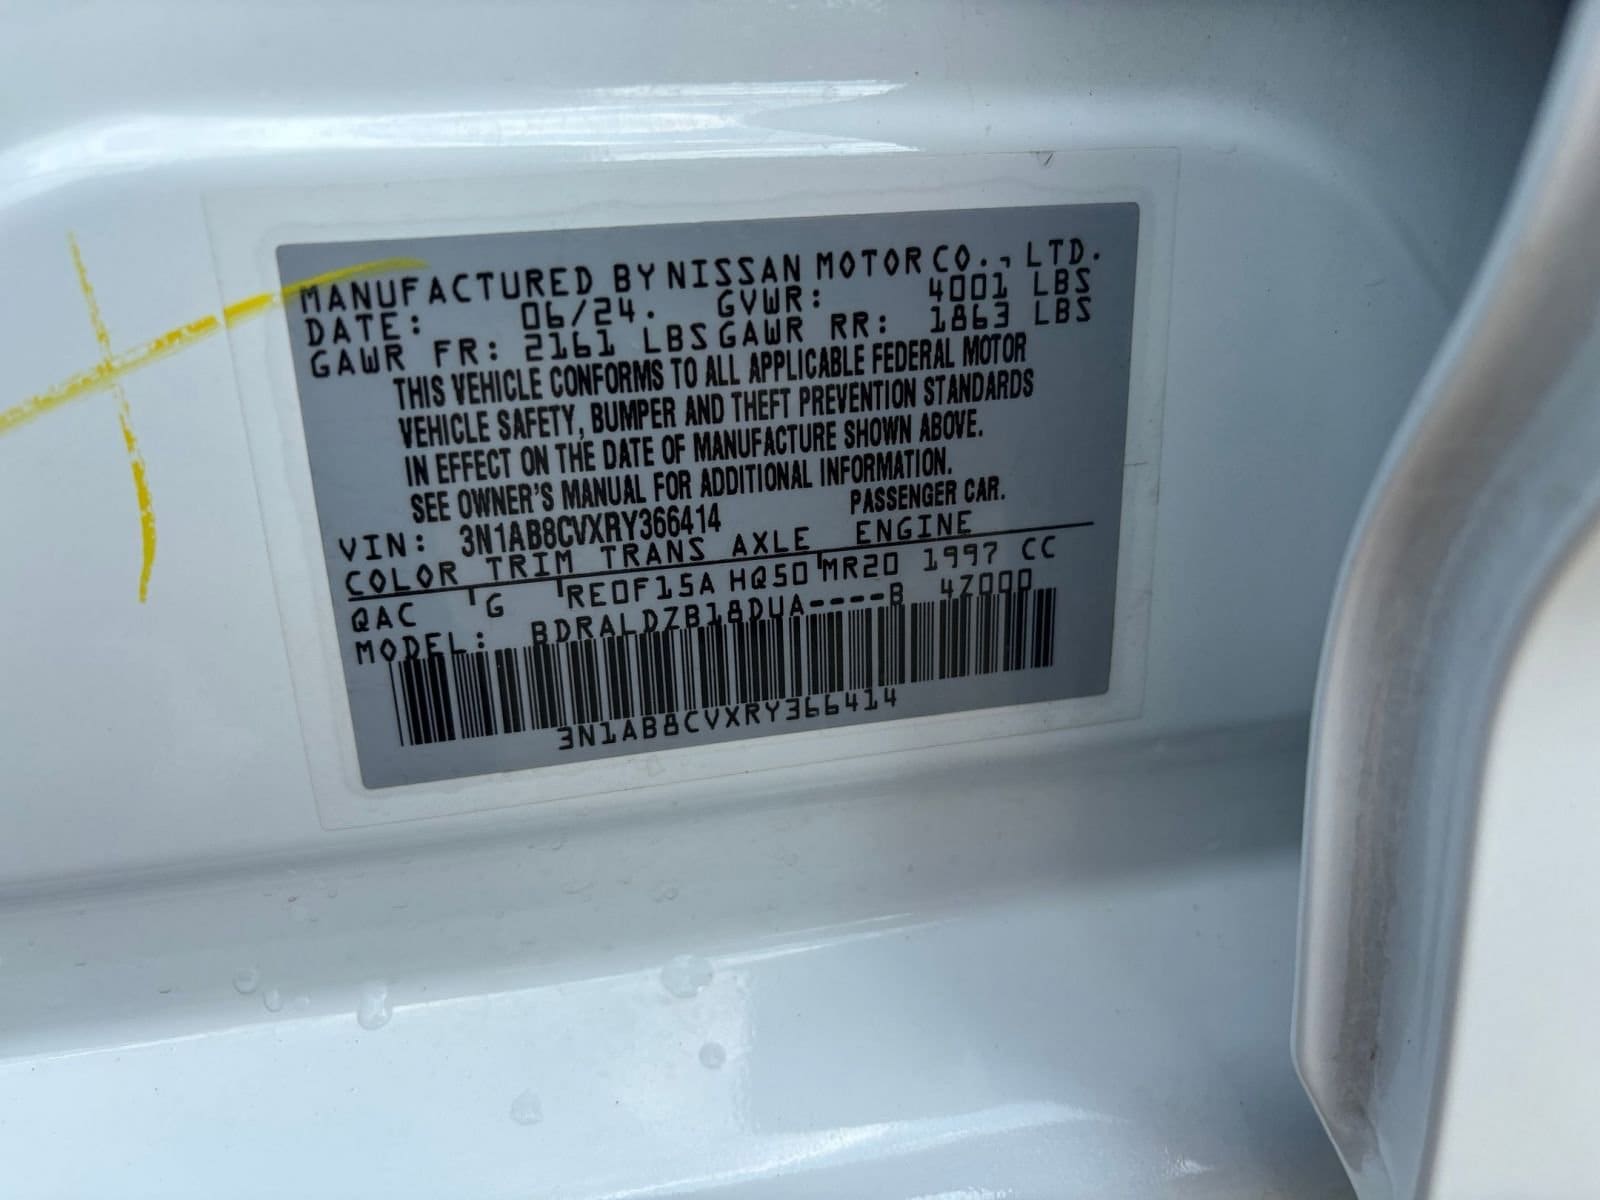 MANUFACTURED BY NISSAN MOTOR CO., LTD.
DATE: 06/24. GVWR: 4001 LBS
GAWR FR: 2161 LBS GAWR RR: 1863 LBS
THIS VEHICLE CONFORMS TO ALL APPLICABLE FEDERAL MOTOR
VEHICLE SAFETY, BUMPER AND THEFT PREVENTION STANDARDS
IN EFFECT ON THE DATE OF MANUFACTURE SHOWN ABOVE.
SEE OWNER'S MANUAL FOR ADDITIONAL INFORMATION.
VIN: 3N1AB8CVXRY366414 PASSENGER CAR.
COLOR TRIM TRANS AXLE ENGINE
QAC G RE0F15A HQ50 MR20 1997 CC
MODEL: BDRALDZB18DUA----B 4Z000
3N1AB8CVXRY366414